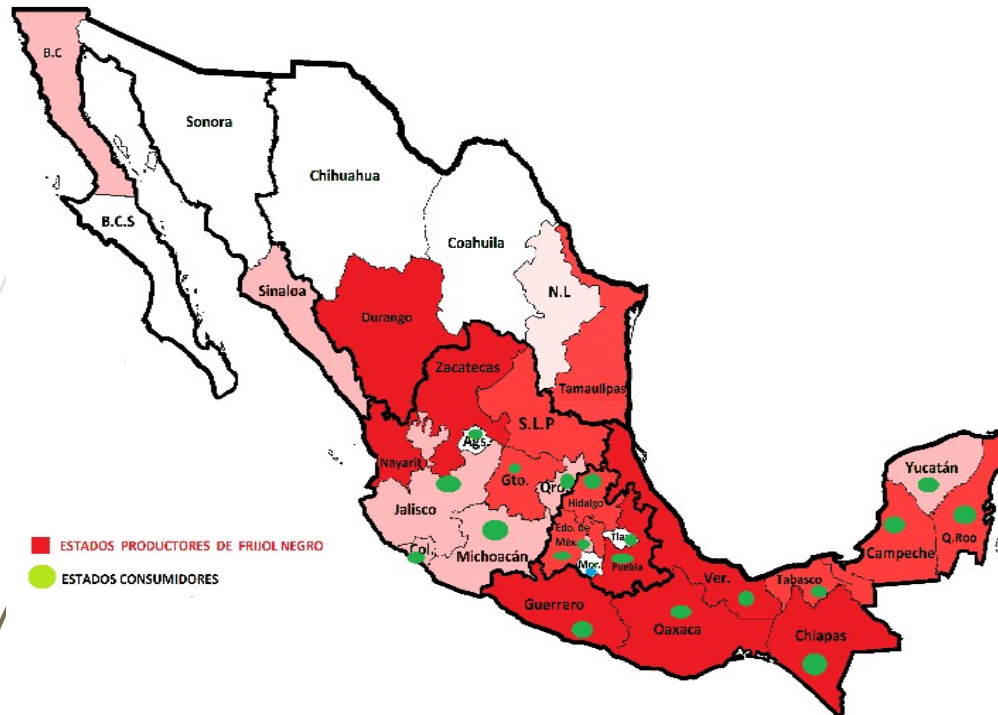 B.C
Sonora
Chihuahua
B.C.S
Coahuila
Sinaloa
N.L
Durango
Zacatecas
Tamaulipas
S.L.P
Ags.
Nayarit
Gto.
Qro.
Yucatán
Hidalgo
Jalisco
Edo. de
Méx.
Tla
Col.
Michoacán
Mor.
Puebla
Campeche
Q.Roo
Ver.
Tabasco
Guerrero
Oaxaca
Chiapas
ESTADOS PRODUCTORES DE FRIJOL NEGRO
ESTADOS CONSUMIDORES